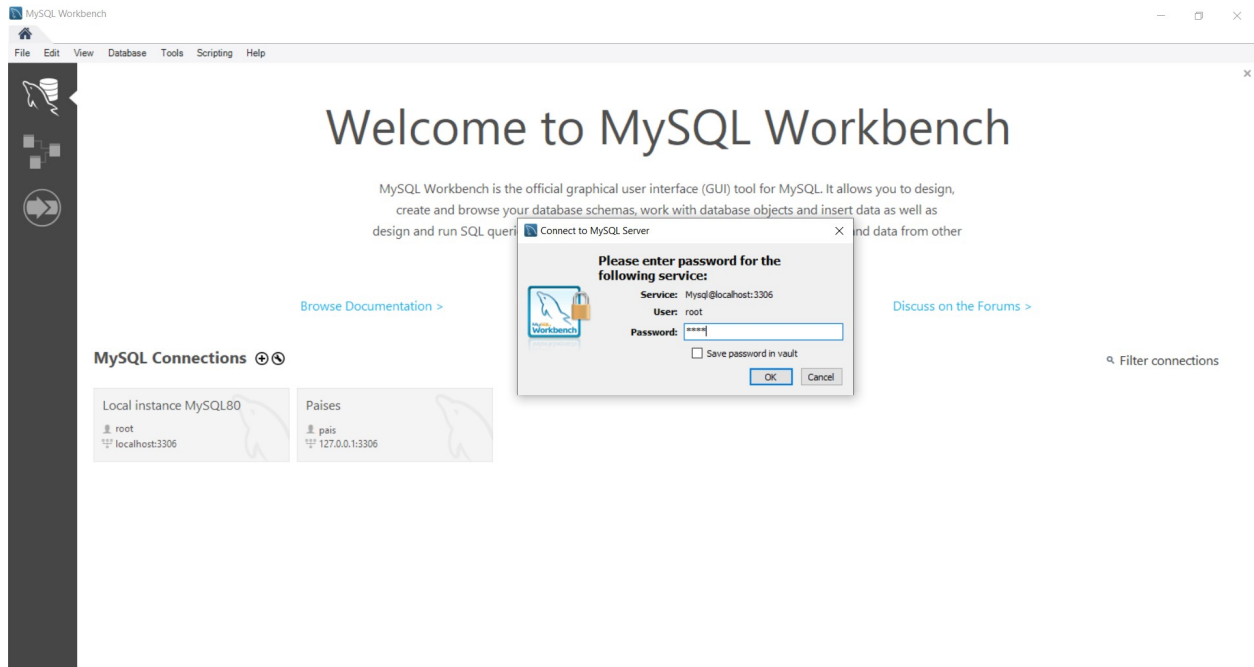 MySQL Workbench
File Edit View Database Tools Scripting Help
Welcome to MySQL Workbench
MySQL Workbench is the official graphical user interface (GUI) tool for MySQL. It allows you to design,
create and browse your database schemas, work with database objects and insert data as well as
design and run SQL queri
nd data from other
Connect to MySQL Server
Please enter password for the
following service:
Service: Mysql@localhost:3306
User: root
Password: ****
Save password in vault
OK Cancel
MySQL
Workbench
Browse Documentation >
Discuss on the Forums >
MySQL Connections
Filter connections
Local instance MySQL80
root
localhost:3306
Paises
pais
127.0.0.1:3306